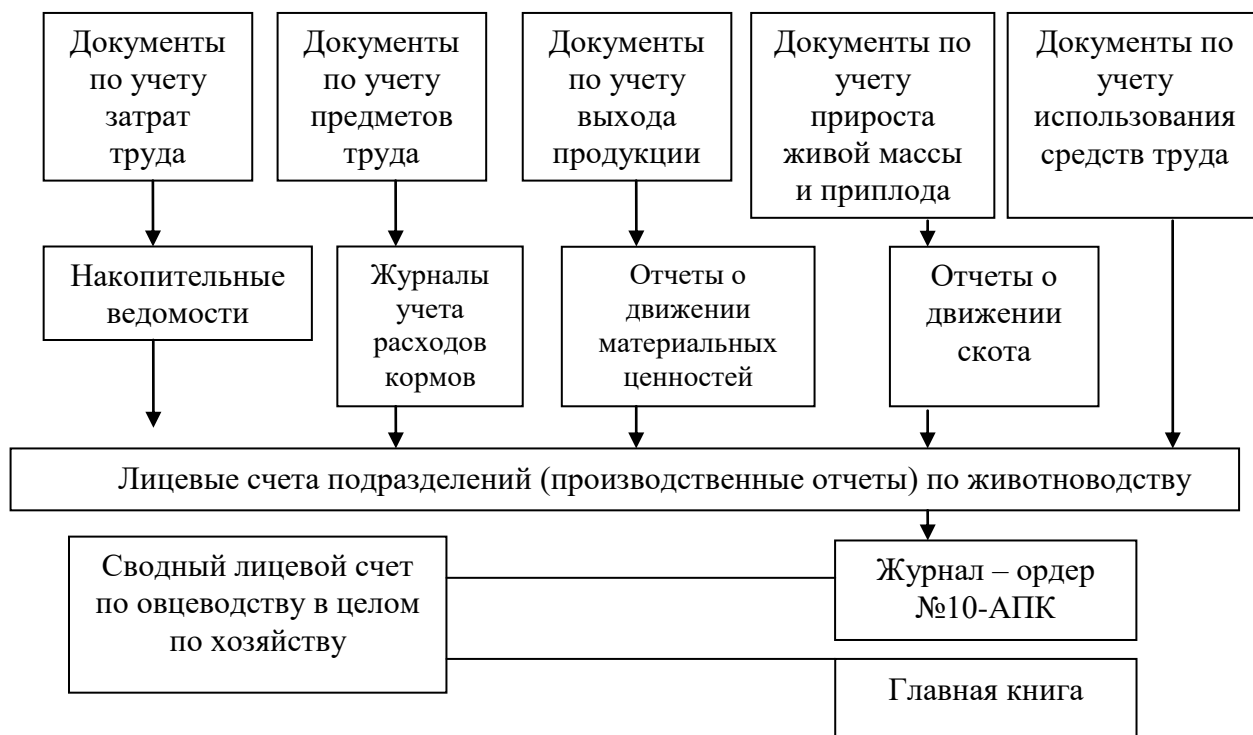 Документы
по учету
затрат
труда
Документы
по учету
предметов
труда
Документы
по учету
выхода
продукции
Документы по
учету
прироста
живой массы
и приплода
Документы по
учету
использования
средств труда
Накопительные
ведомости
Журналы
учета
расходов
кормов
Отчеты о
движении
материальных
ценностей
Отчеты о
движении
скота
Лицевые счета подразделений (производственные отчеты) по животноводству
Сводный лицевой счет
по овцеводству в целом
по хозяйству
Журнал – ордер
№10-АПК
Главная книга